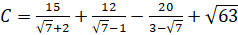 C = 15/(√7+2) + 12/(√7−1) − 20/(3−√7) + √63